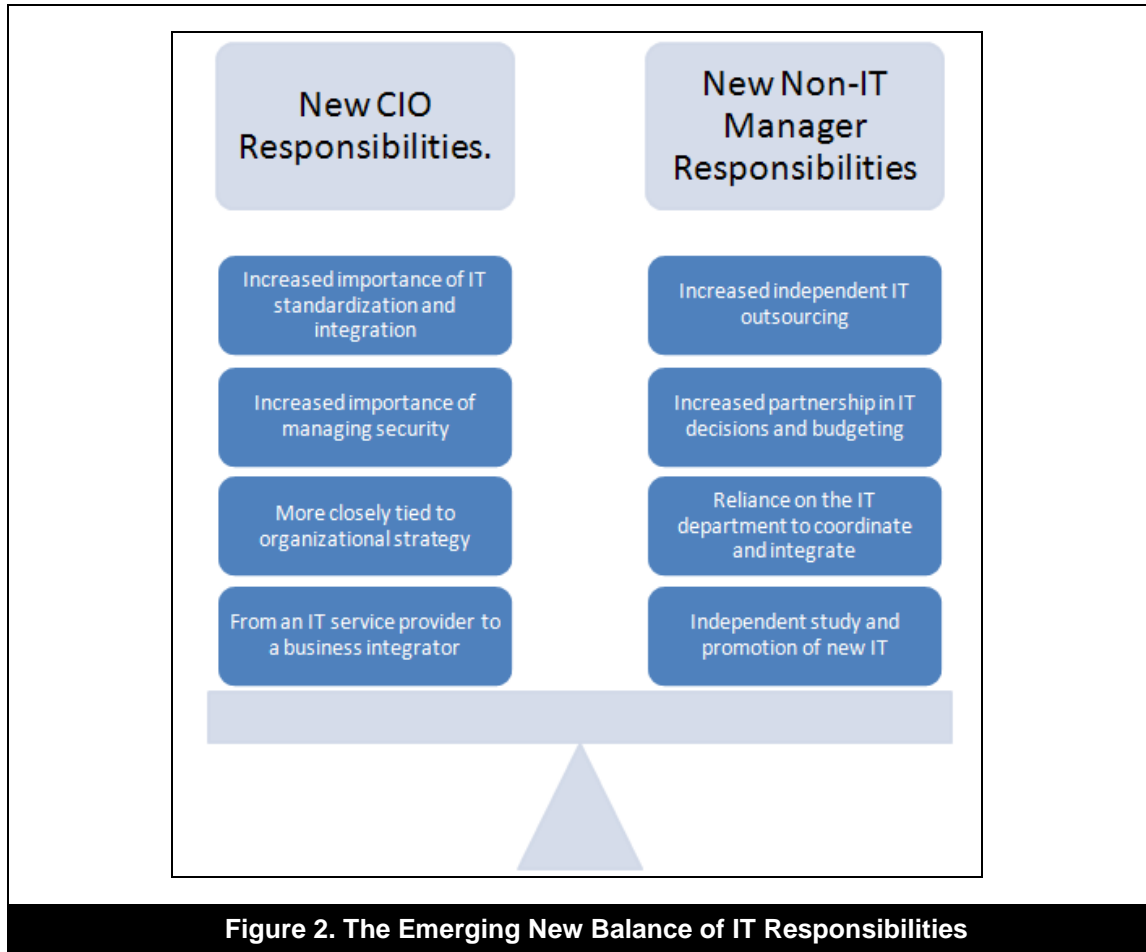 New CIO
Responsibilities.
New Non-IT
Manager
Responsibilities
Increased importance of IT
standardization and
integration
Increased importance of
managing security
More closely tied to
organizational strategy
From an IT service provider to
a business integrator
Increased independent IT
outsourcing
Increased partnership in IT
decisions and budgeting
Reliance on the IT
department to coordinate
and integrate
Independent study and
promotion of new IT
Figure 2. The Emerging New Balance of IT Responsibilities